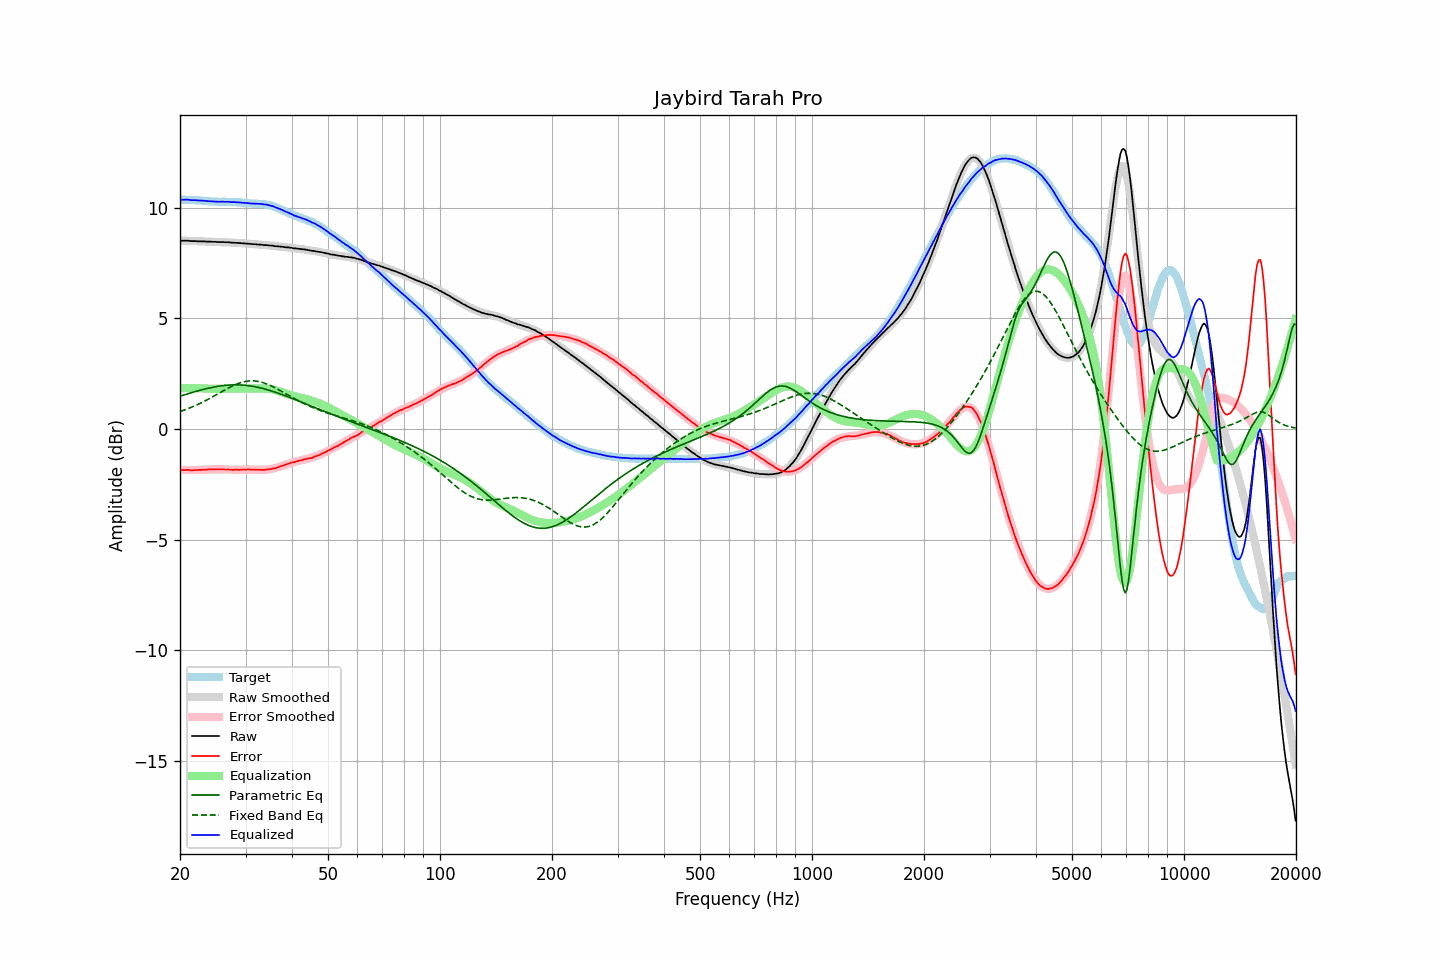 Jaybird Tarah Pro
Amplitude (dBr)
10
5
0
−5
−10
−15
Target
Raw Smoothed
Error Smoothed
Raw
Error
Equalization
Parametric Eq
Fixed Band Eq
Equalized
20 50 100 200 500 1000 2000 5000 10000 20000
Frequency (Hz)